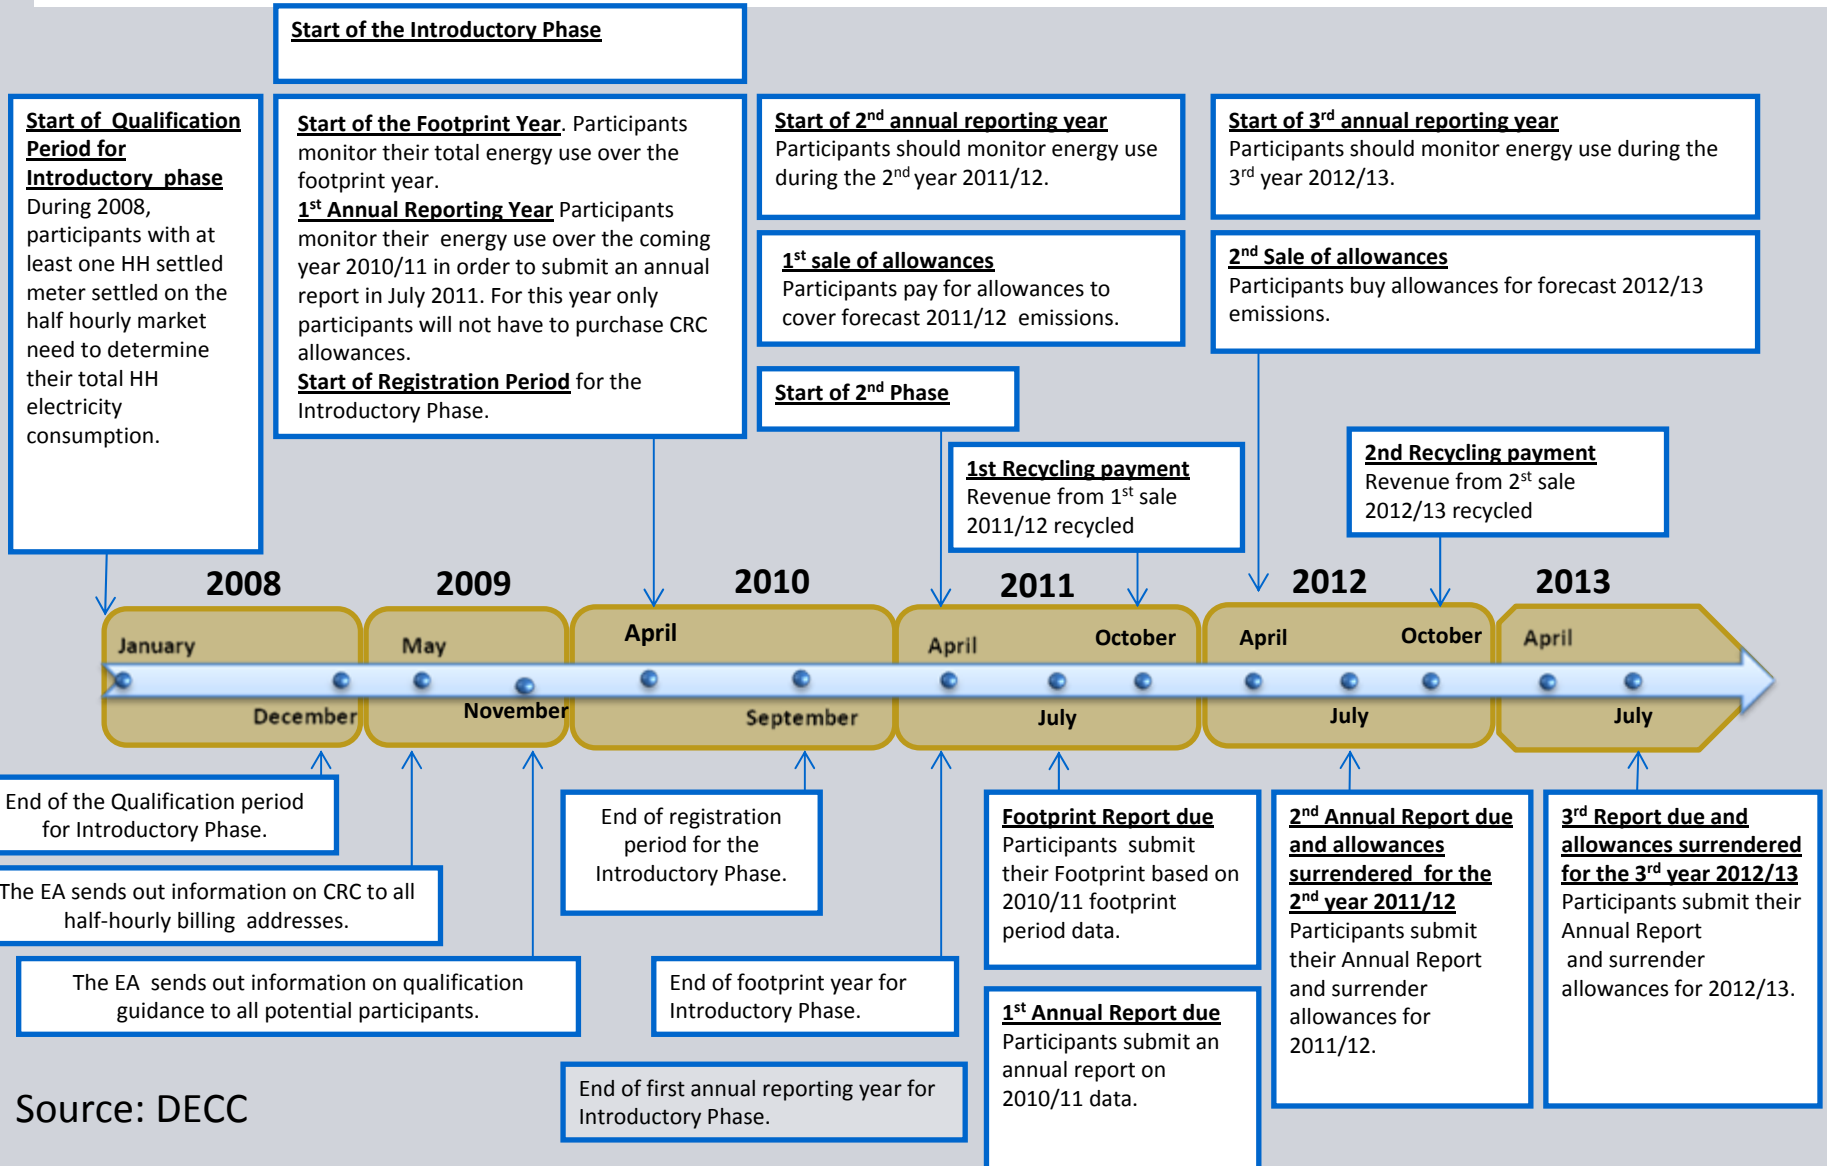 Start of the Introductory Phase
Start of Qualification
Period for
Introductory phase
During 2008,
participants with at
least one HH settled
meter settled on the
half hourly market
need to determine
their total HH
electricity
consumption.
Start of the Footprint Year. Participants
monitor their total energy use over the
footprint year.
1st Annual Reporting Year Participants
monitor their energy use over the coming
year 2010/11 in order to submit an annual
report in July 2011. For this year only
participants will not have to purchase CRC
allowances.
Start of Registration Period for the
Introductory Phase.
Start of 2nd annual reporting year
Participants should monitor energy use
during the 2nd year 2011/12.
1st sale of allowances
Participants pay for allowances to
cover forecast 2011/12 emissions.
Start of 2nd Phase
1st Recycling payment
Revenue from 1st sale
2011/12 recycled
Start of 3rd annual reporting year
Participants should monitor energy use during the
3rd year 2012/13.
2nd Sale of allowances
Participants buy allowances for forecast 2012/13
emissions.
2nd Recycling payment
Revenue from 2st sale
2012/13 recycled
2008
2009
2010
2011
2012
2013
January
May
April
April
October
April
October
April
December
November
September
July
July
July
End of the Qualification period
for Introductory Phase.
The EA sends out information on CRC to all
half-hourly billing addresses.
The EA sends out information on qualification
guidance to all potential participants.
End of registration
period for the
Introductory Phase.
End of footprint year for
Introductory Phase.
End of first annual reporting year for
Introductory Phase.
Footprint Report due
Participants submit
their Footprint based on
2010/11 footprint
period data.
1st Annual Report due
Participants submit an
annual report on
2010/11 data.
2nd Annual Report due
and allowances
surrendered for the
2nd year 2011/12
Participants submit
their Annual Report
and surrender
allowances for
2011/12.
3rd Report due and
allowances surrendered
for the 3rd year 2012/13
Participants submit their
Annual Report
and surrender
allowances for 2012/13.
Source: DECC